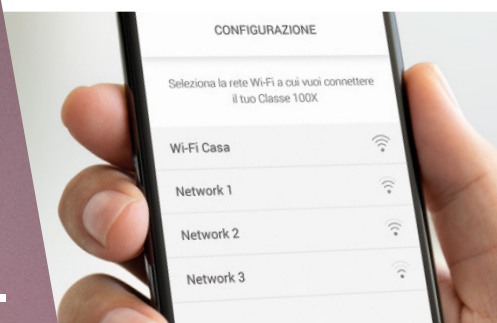 CONFIGURAZIONE
Seleziona la rete Wi-Fi a cui vuoi connettere
il tuo Classe 100X
Wi-Fi Casa
Network 1
Network 2
Network 3